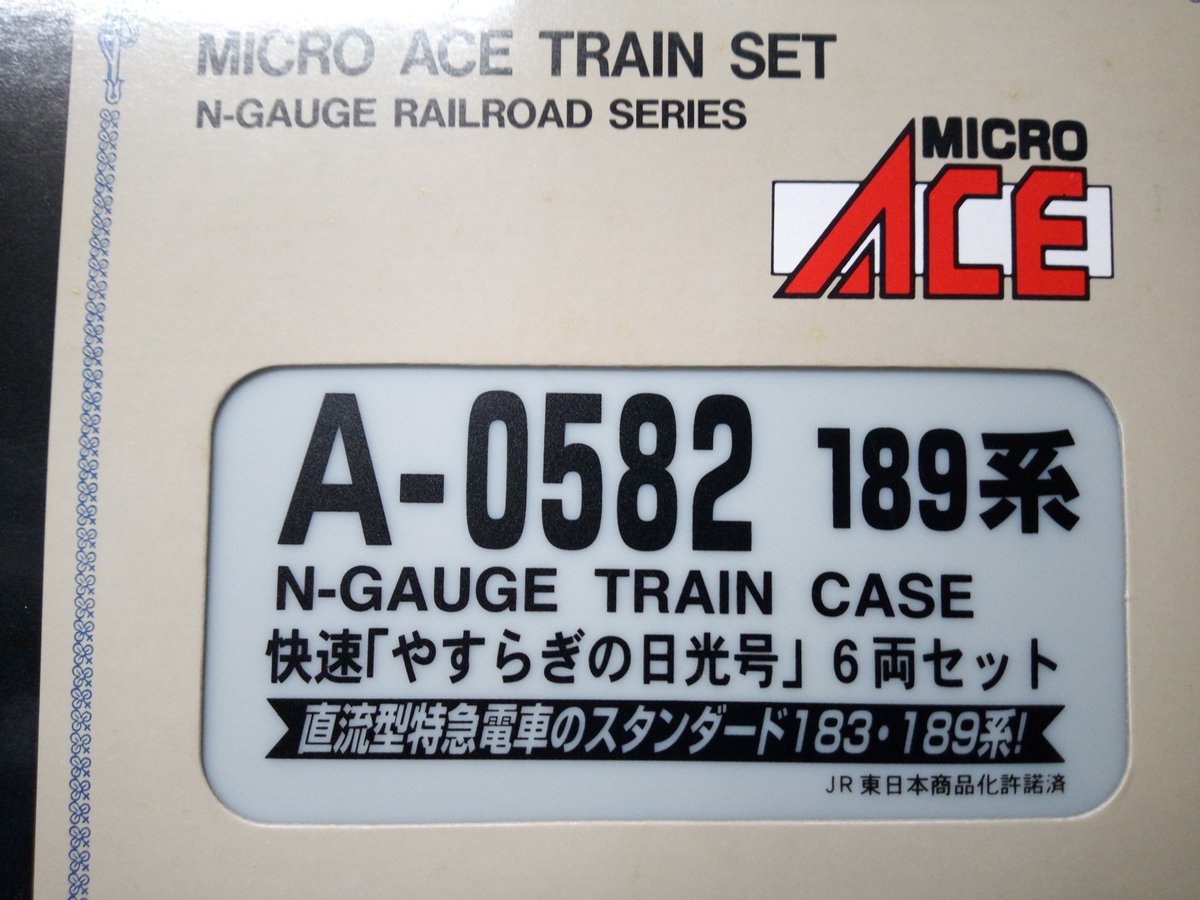 MICRO ACE TRAIN SET
N-GAUGE RAILROAD SERIES
MICRO
ACE
A-0582 189系
N-GAUGE TRAIN CASE
快速「やすらぎの日光号」6両セット
直流型特急電車のスタンダード183・189系!
JR東日本商品化許諾済